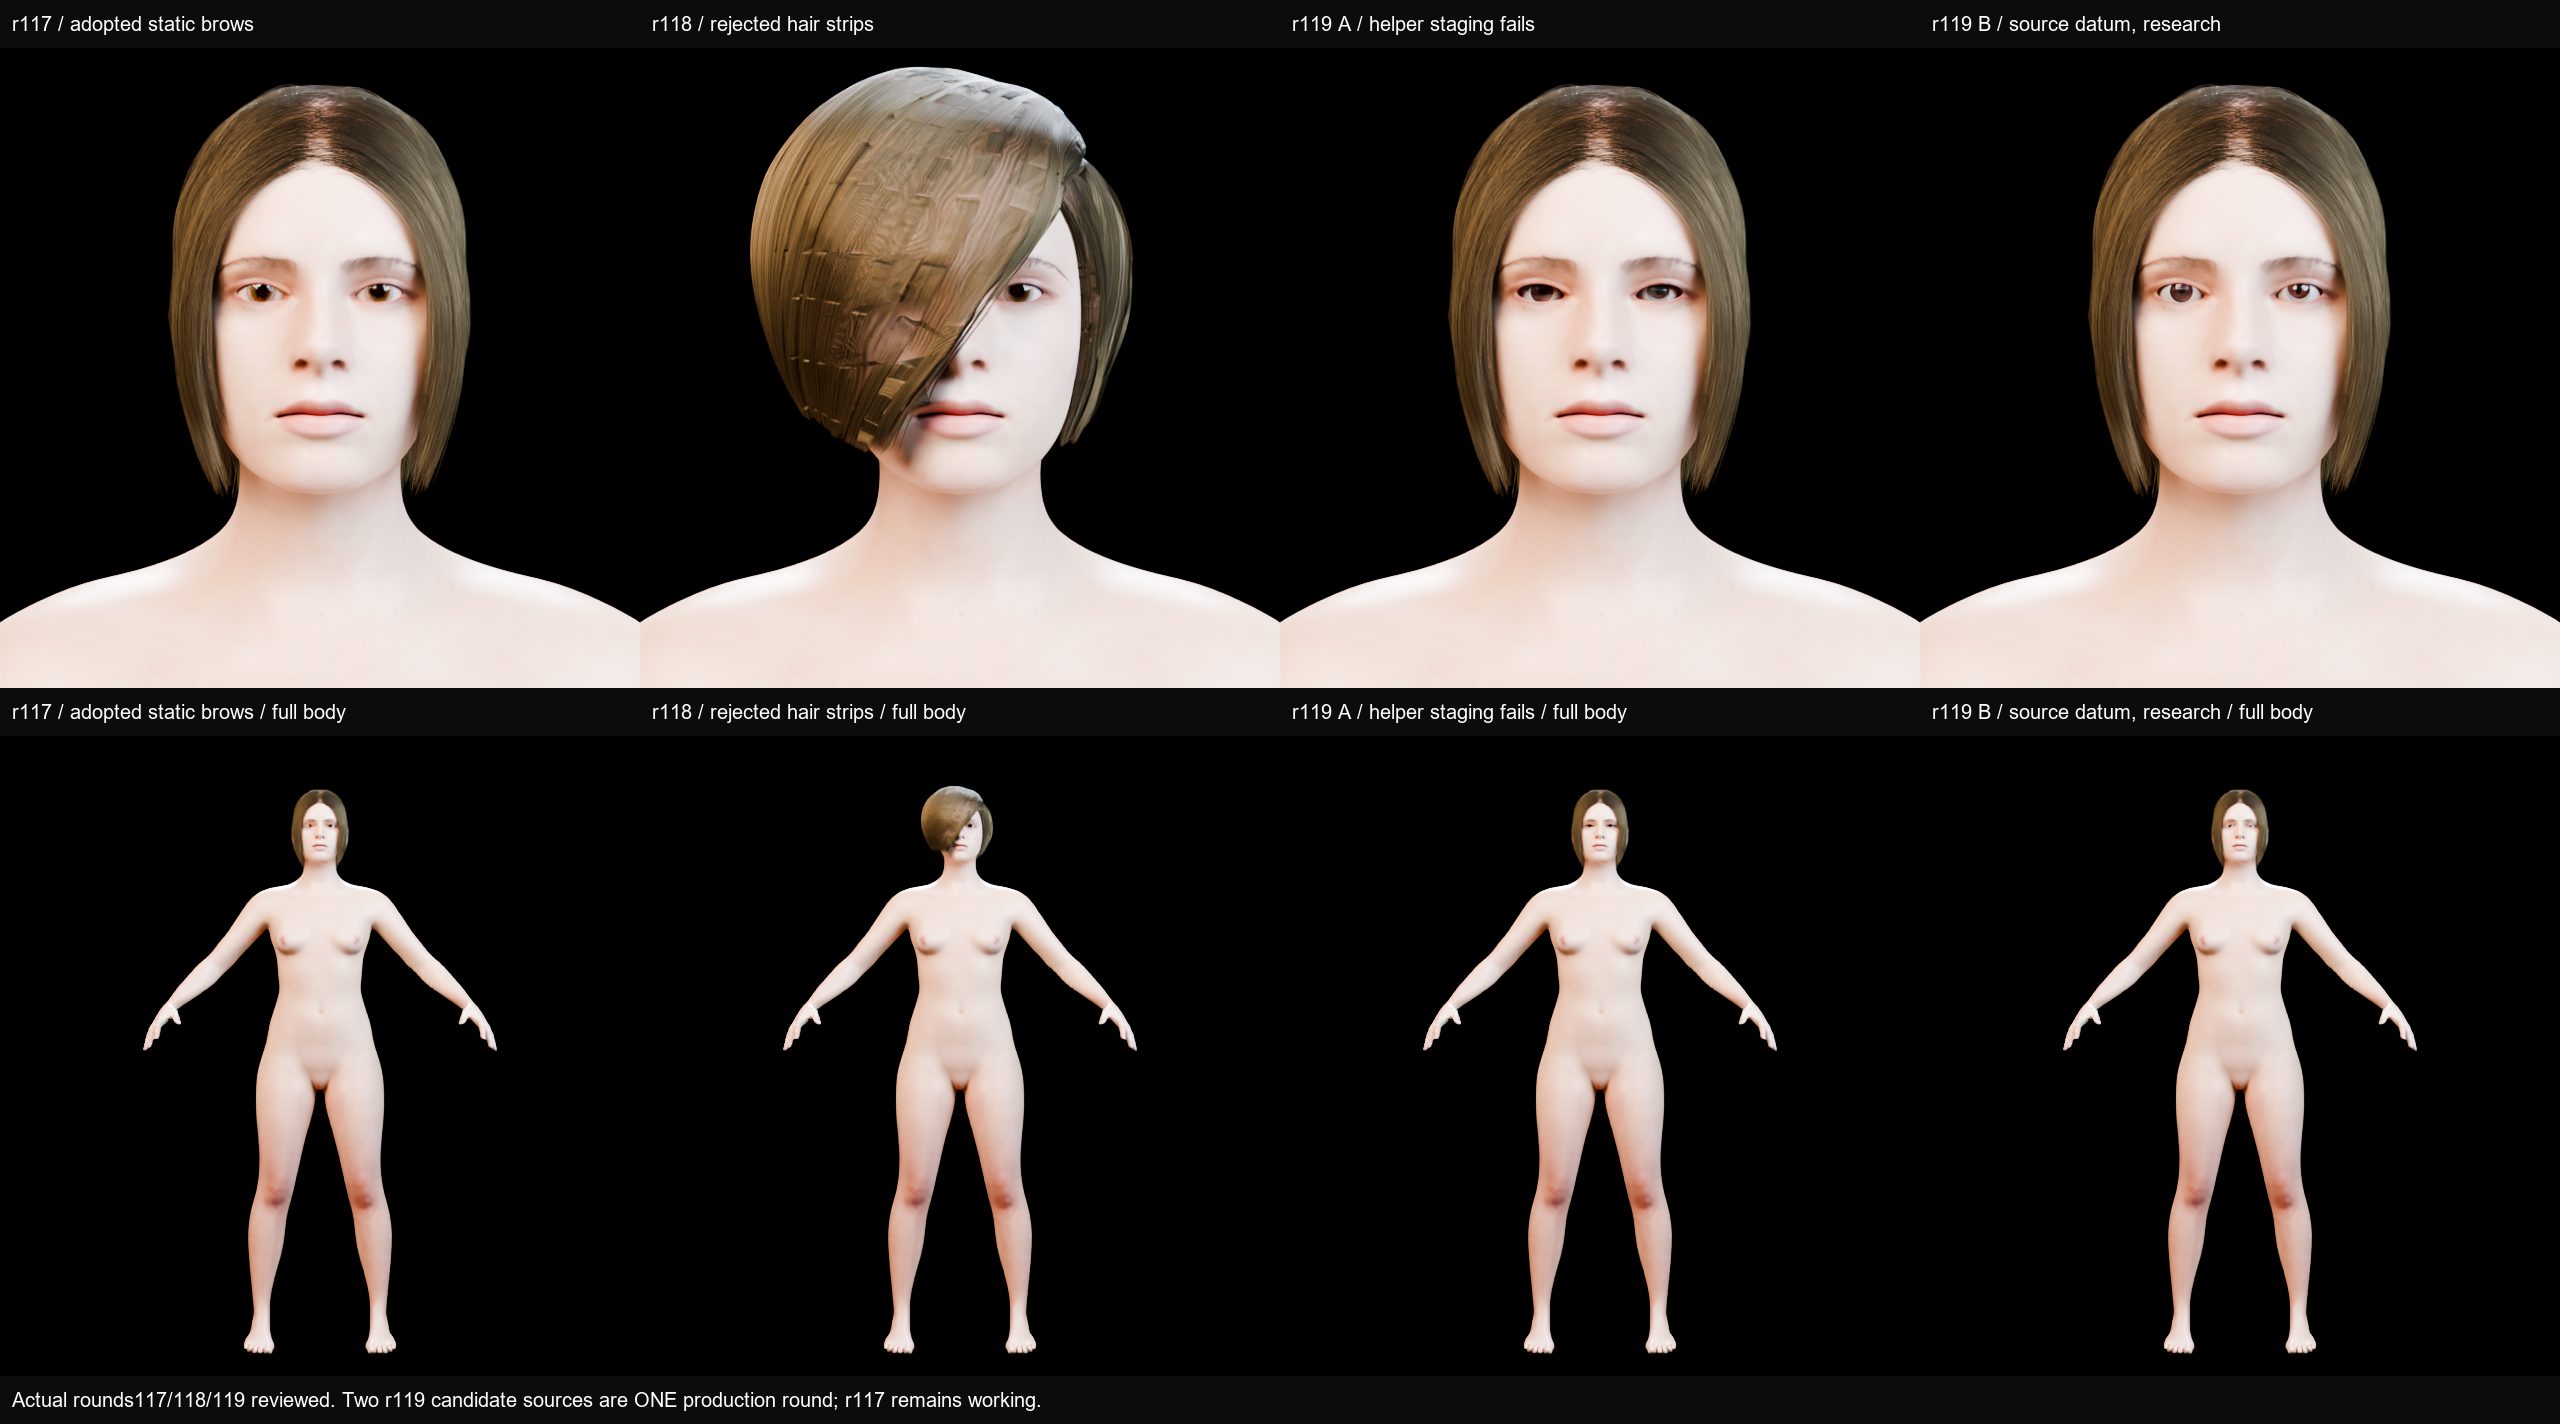 r117 / adopted static brows
r118 / rejected hair strips
r119 A / helper staging fails
r119 B / source datum, research
r117 / adopted static brows / full body
r118 / rejected hair strips / full body
r119 A / helper staging fails / full body
r119 B / source datum, research / full body
Actual rounds117/118/119 reviewed. Two r119 candidate sources are ONE production round; r117 remains working.